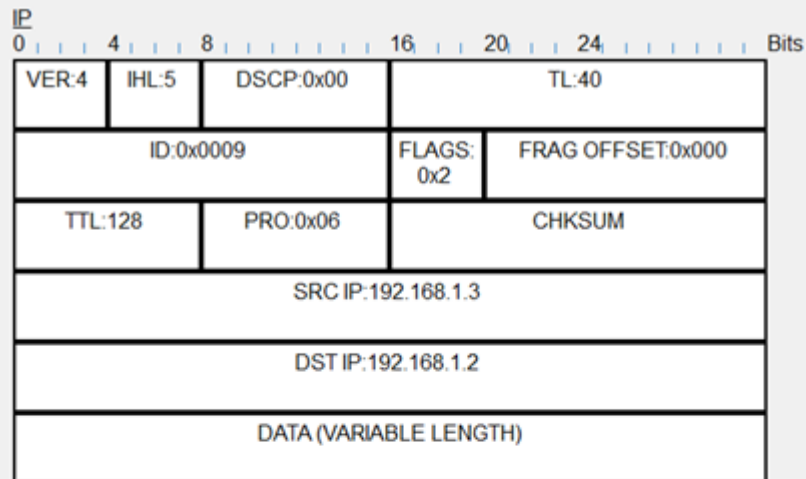 IP
0 4 8 16 20 24 Bits
VER:4 IHL:5 DSCP:0x00 TL:40
ID:0x0009 FLAGS: FRAG OFFSET:0x000
0x2
TTL:128 PRO:0x06 CHKSUM
SRC IP:192.168.1.3
DST IP:192.168.1.2
DATA (VARIABLE LENGTH)